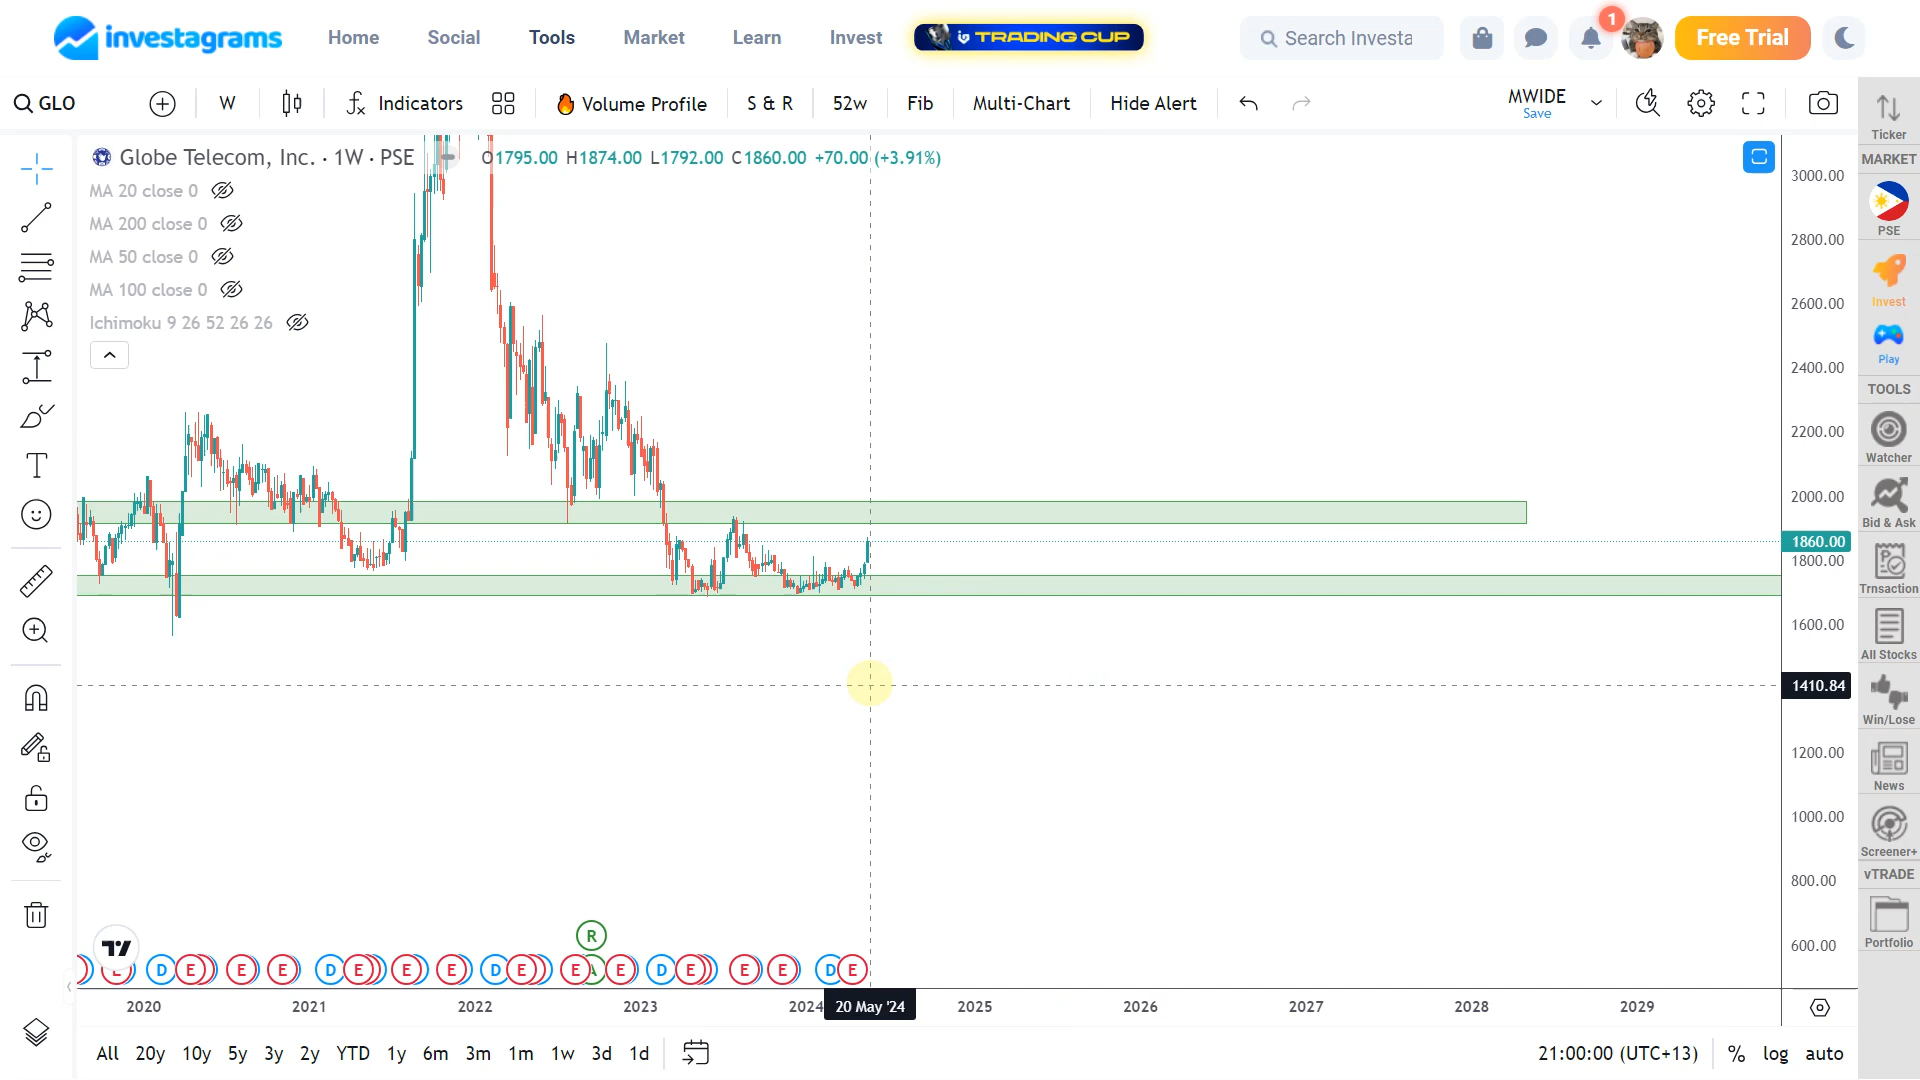 investagrams Home Social Tools Market Learn Invest TRADING CUP Search Investa 1 Free Trial
GLO W Indicators Volume Profile S & R 52w Fib Multi-Chart Hide Alert MWIDE Save
Globe Telecom, Inc. · 1W · PSE O1795.00 H1874.00 L1792.00 C1860.00 +70.00 (+3.91%)
MA 20 close 0
MA 200 close 0
MA 50 close 0
MA 100 close 0
Ichimoku 9 26 52 26 26
3000.00
2800.00
2600.00
2400.00
2200.00
2000.00
1860.00
1800.00
1600.00
1410.84
1200.00
1000.00
800.00
600.00
R
E D E E E D E E E D E E E D E E E D E
2020 2021 2022 2023 2024 20 May '24 2025 2026 2027 2028 2029
All 20y 10y 5y 3y 2y YTD 1y 6m 3m 1m 1w 3d 1d 21:00:00 (UTC+13) % log auto
Ticker
MARKET
PSE
Invest
Play
TOOLS
Watcher
Bid & Ask
Trnsaction
All Stocks
Win/Lose
News
Screener+
vTRADE
Portfolio